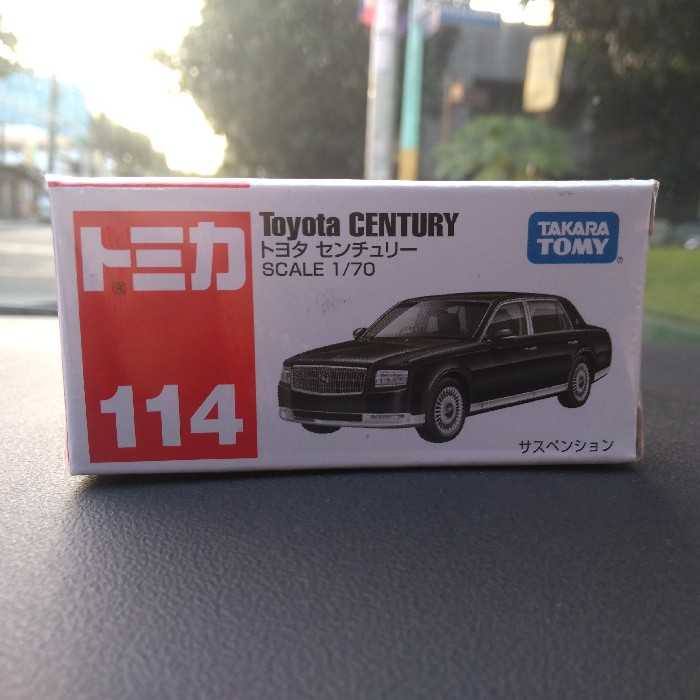 トミカ®
114
Toyota CENTURY
トヨタ センチュリー
SCALE 1/70
TAKARA
TOMY®
サスペンション